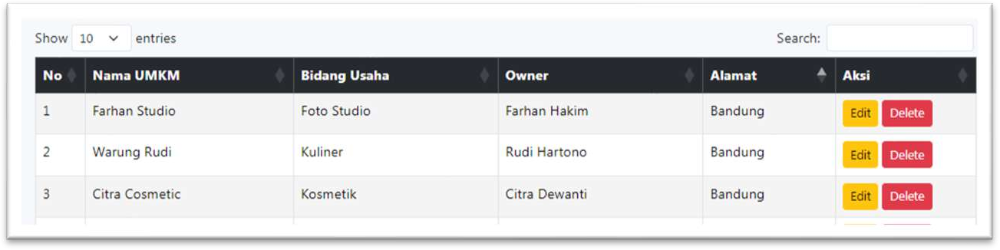 Show 10 entries Search:
No Nama UMKM Bidang Usaha Owner Alamat Aksi
1 Farhan Studio Foto Studio Farhan Hakim Bandung Edit Delete
2 Warung Rudi Kuliner Rudi Hartono Bandung Edit Delete
3 Citra Cosmetic Kosmetik Citra Dewanti Bandung Edit Delete